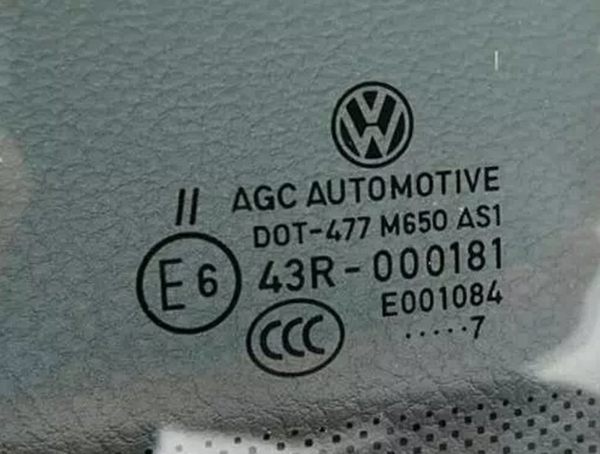 II AGC AUTOMOTIVE
DOT-477 M650 AS1
E6 43R-000181
E001084
CCC
.....7